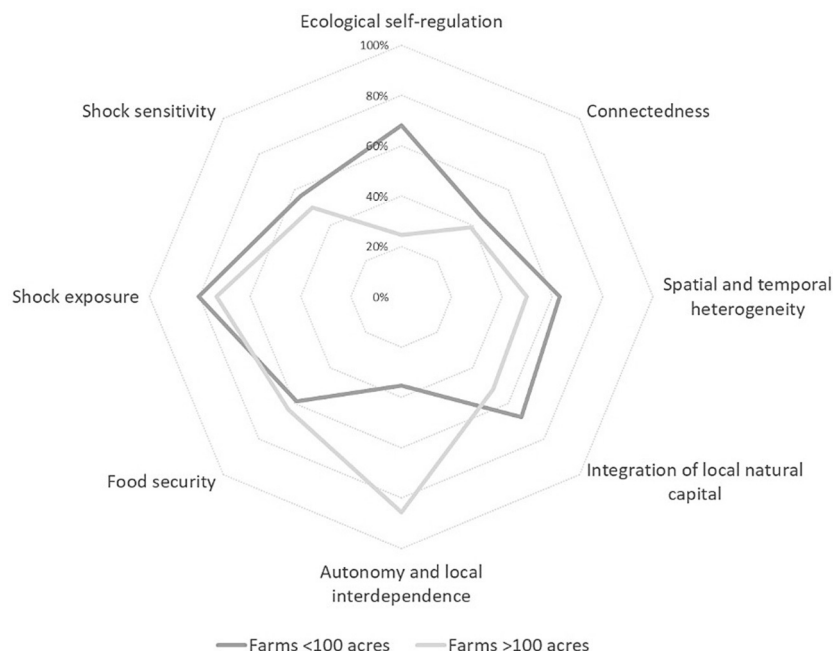 Ecological self-regulation
100%
Shock sensitivity
Connectedness
80%
60%
40%
20%
Shock exposure
0%
Spatial and temporal
heterogeneity
Food security
Integration of local natural
capital
Autonomy and local
interdependence
Farms <100 acres
Farms >100 acres